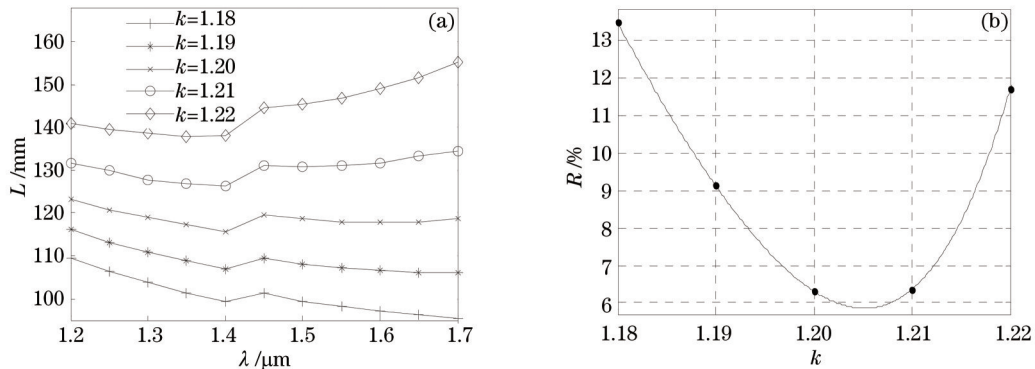 (a)
k=1.18
k=1.19
k=1.20
k=1.21
k=1.22
160
150
140
130
120
110
100
L/mm
1.2 1.3 1.4 1.5 1.6 1.7
λ/μm
(b)
13
12
11
10
9
8
7
6
R/%
1.18 1.19 1.20 1.21 1.22
k